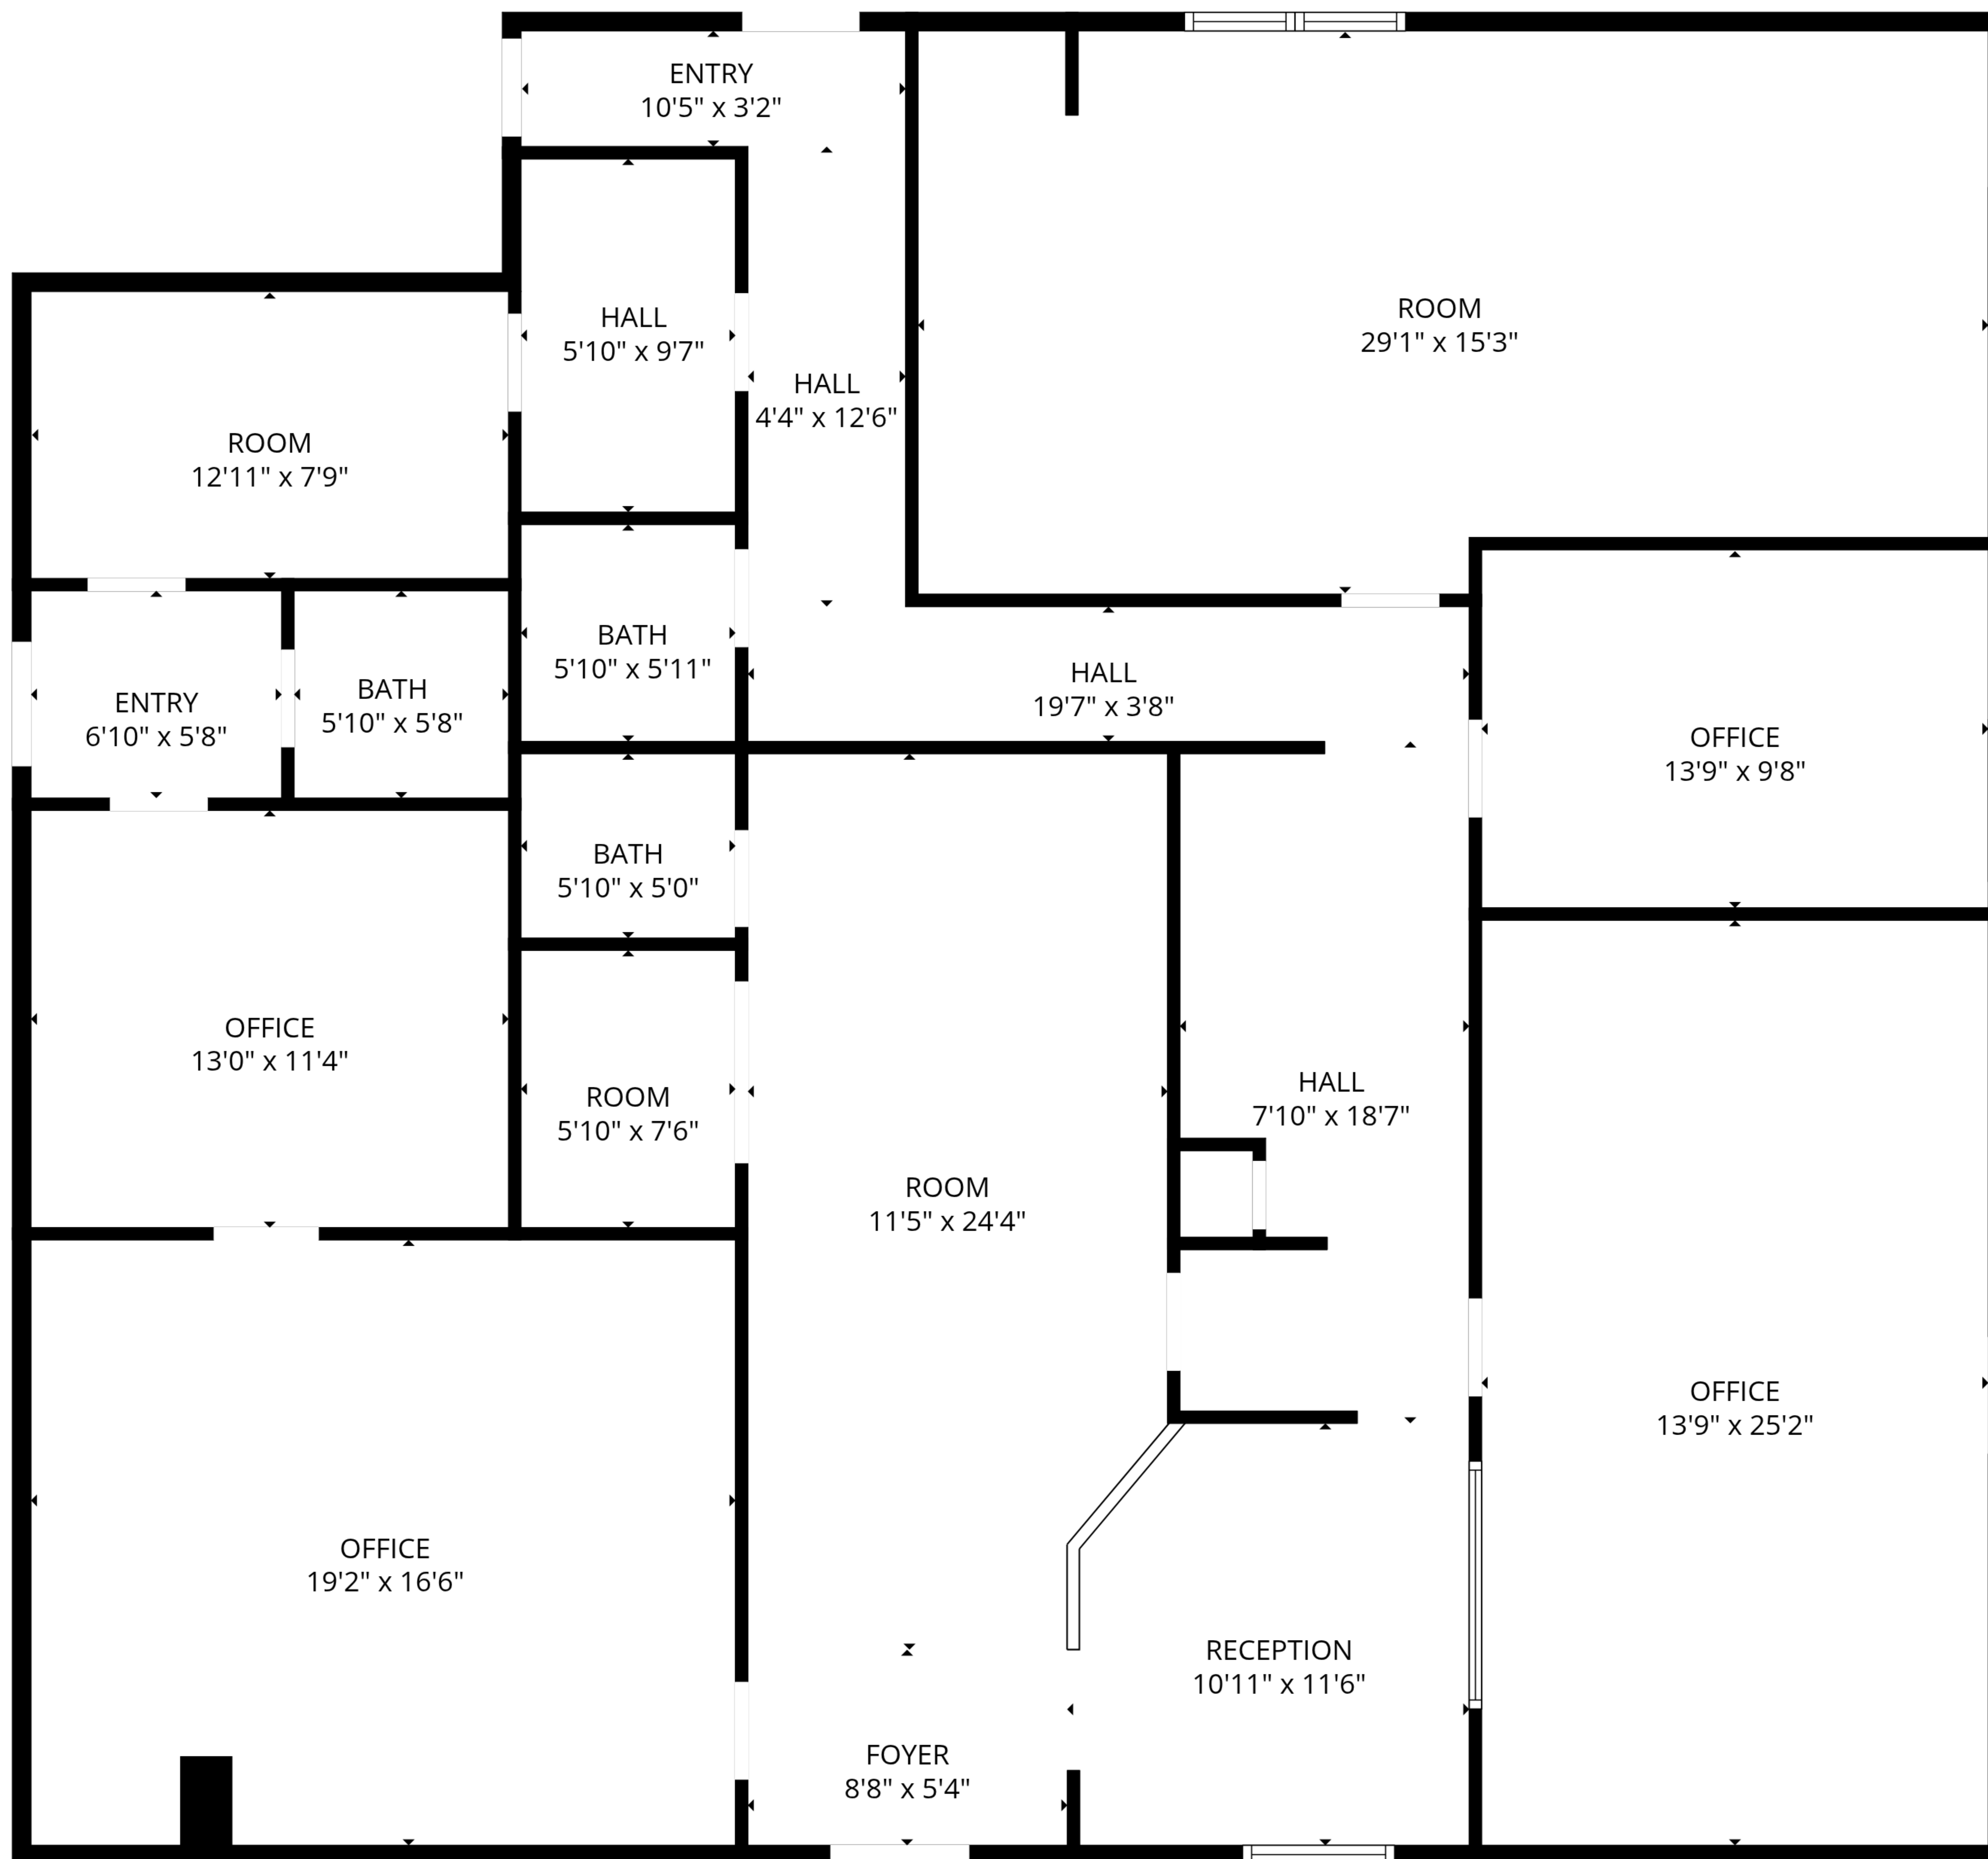 ENTRY
10'5" x 3'2"
HALL
5'10" x 9'7"
ROOM
29'1" x 15'3"
HALL
4'4" x 12'6"
ROOM
12'11" x 7'9"
BATH
5'10" x 5'11"
HALL
19'7" x 3'8"
ENTRY
6'10" x 5'8"
BATH
5'10" x 5'8"
OFFICE
13'9" x 9'8"
BATH
5'10" x 5'0"
OFFICE
13'0" x 11'4"
ROOM
5'10" x 7'6"
HALL
7'10" x 18'7"
ROOM
11'5" x 24'4"
OFFICE
13'9" x 25'2"
OFFICE
19'2" x 16'6"
RECEPTION
10'11" x 11'6"
FOYER
8'8" x 5'4"